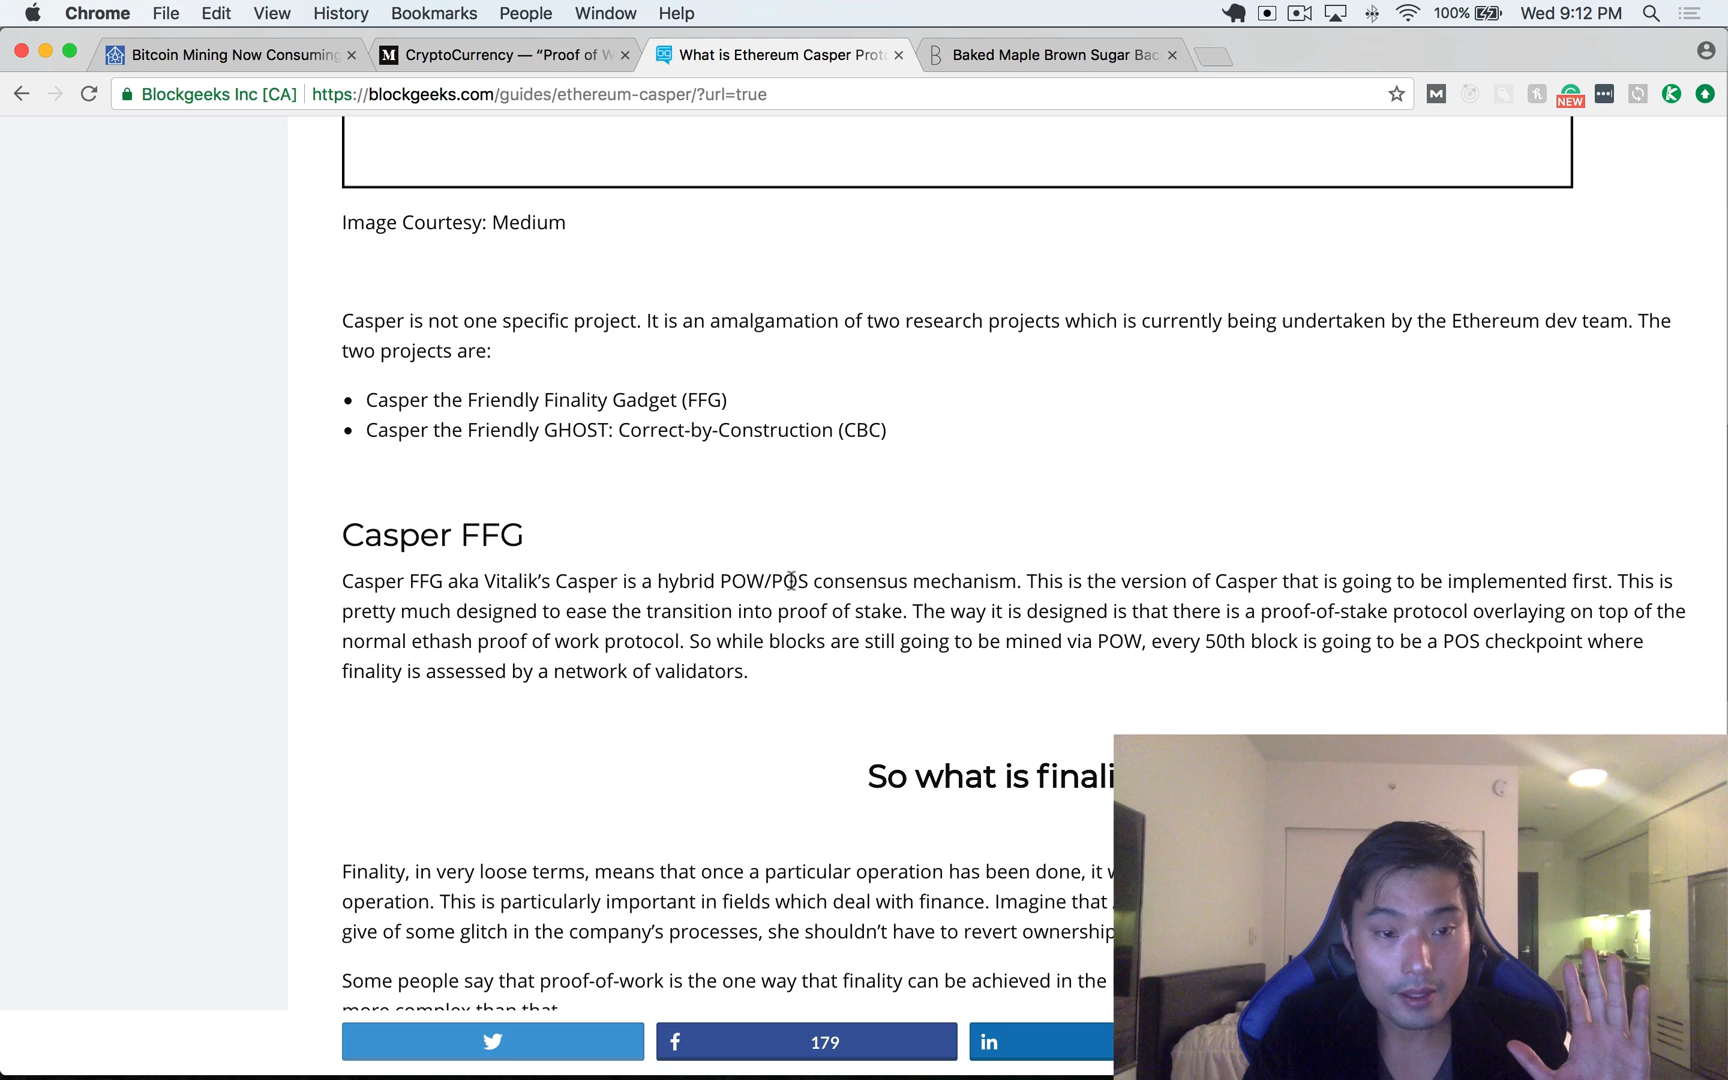 Chrome File Edit View History Bookmarks People Window Help 100% Wed 9:12 PM
Bitcoin Mining Now Consuming CryptoCurrency — “Proof of W What is Ethereum Casper Proto Baked Maple Brown Sugar Bac
Blockgeeks Inc [CA] https://blockgeeks.com/guides/ethereum-casper/?url=true NEW
Image Courtesy: Medium
Casper is not one specific project. It is an amalgamation of two research projects which is currently being undertaken by the Ethereum dev team. The
two projects are:
• Casper the Friendly Finality Gadget (FFG)
• Casper the Friendly GHOST: Correct-by-Construction (CBC)
Casper FFG
Casper FFG aka Vitalik’s Casper is a hybrid POW/POS consensus mechanism. This is the version of Casper that is going to be implemented first. This is
pretty much designed to ease the transition into proof of stake. The way it is designed is that there is a proof-of-stake protocol overlaying on top of the
normal ethash proof of work protocol. So while blocks are still going to be mined via POW, every 50th block is going to be a POS checkpoint where
finality is assessed by a network of validators.
So what is finali
Finality, in very loose terms, means that once a particular operation has been done, it w
operation. This is particularly important in fields which deal with finance. Imagine that
give of some glitch in the company’s processes, she shouldn’t have to revert ownership
Some people say that proof-of-work is the one way that finality can be achieved in the
more complex than that
179
in